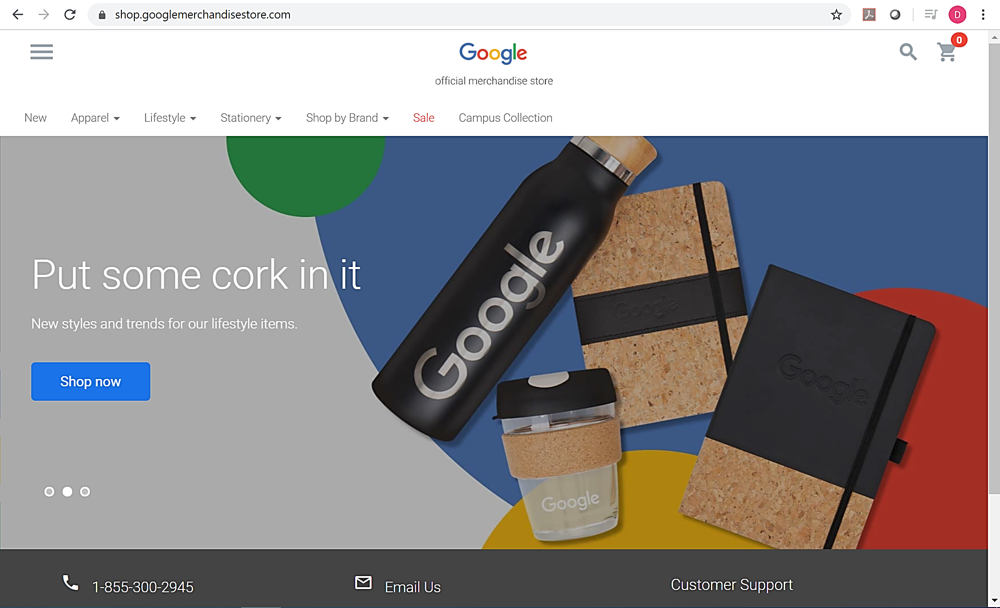 shop.googlemerchandisestore.com
D
0
Google
official merchandise store
New Apparel Lifestyle Stationery Shop by Brand Sale Campus Collection
Put some cork in it
New styles and trends for our lifestyle items.
Shop now
Google
Google
Google
Google
1-855-300-2945 Email Us Customer Support